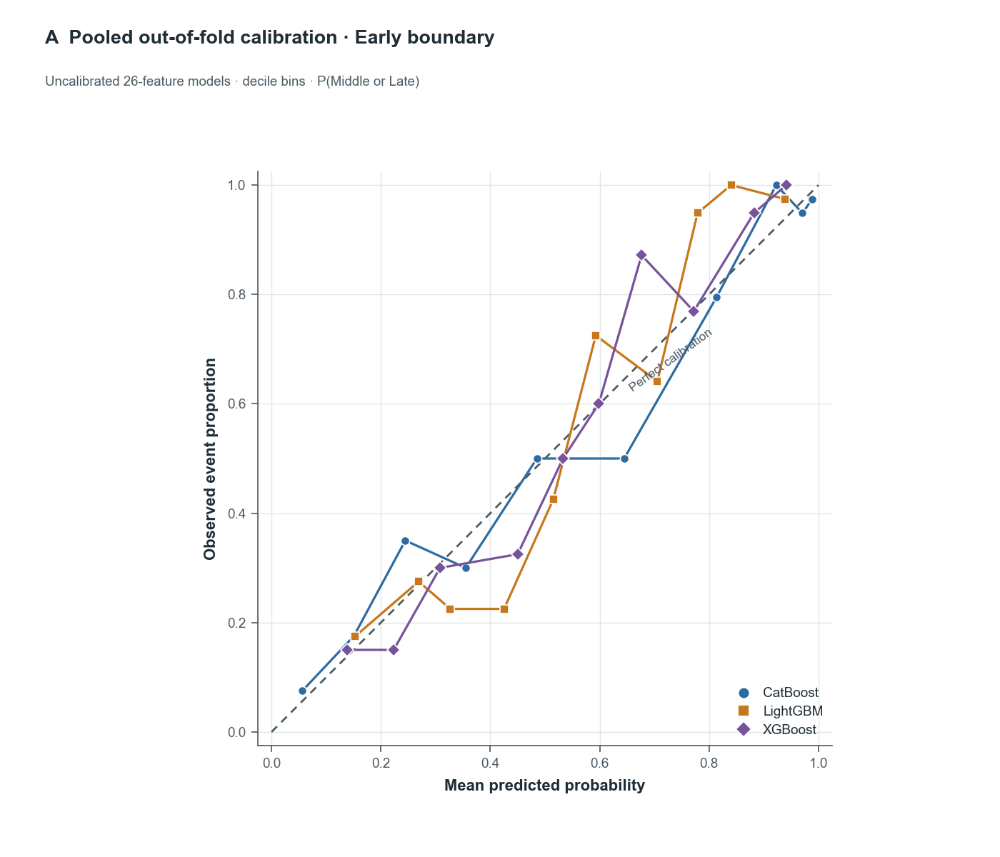 A  Pooled out-of-fold calibration · Early boundary
Uncalibrated 26-feature models · decile bins · P(Middle or Late)
Observed event proportion
1.0
0.8
0.6
0.4
0.2
0.0
Perfect calibration
CatBoost
LightGBM
XGBoost
0.0 0.2 0.4 0.6 0.8 1.0
Mean predicted probability